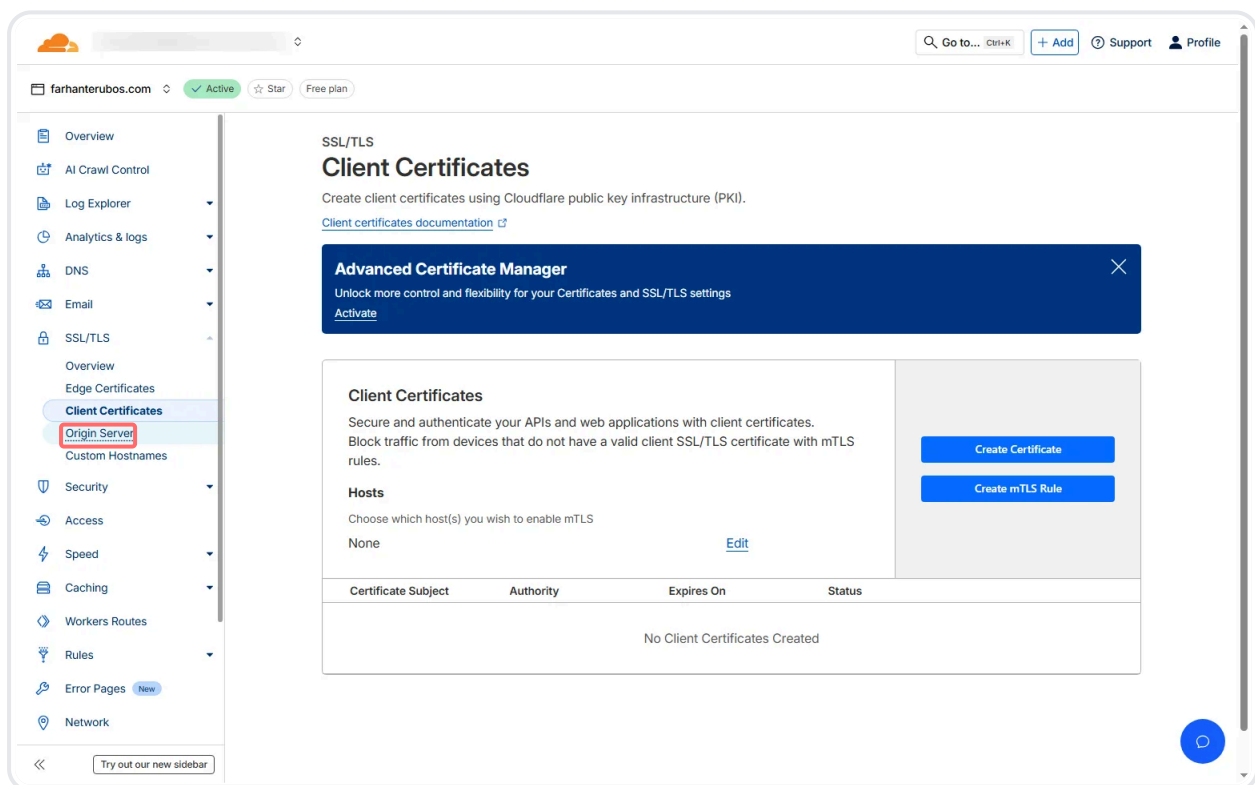 Go to... Ctrl+K
+ Add
Support
Profile
farhanterubos.com
Active
Star
Free plan
Overview
AI Crawl Control
Log Explorer
Analytics & logs
DNS
Email
SSL/TLS
Overview
Edge Certificates
Client Certificates
Origin Server
Custom Hostnames
Security
Access
Speed
Caching
Workers Routes
Rules
Error Pages New
Network
Try out our new sidebar
SSL/TLS
Client Certificates
Create client certificates using Cloudflare public key infrastructure (PKI).
Client certificates documentation
Advanced Certificate Manager
Unlock more control and flexibility for your Certificates and SSL/TLS settings
Activate
Client Certificates
Secure and authenticate your APIs and web applications with client certificates.
Block traffic from devices that do not have a valid client SSL/TLS certificate with mTLS
rules.
Hosts
Choose which host(s) you wish to enable mTLS
None
Edit
Create Certificate
Create mTLS Rule
Certificate Subject Authority Expires On Status
No Client Certificates Created